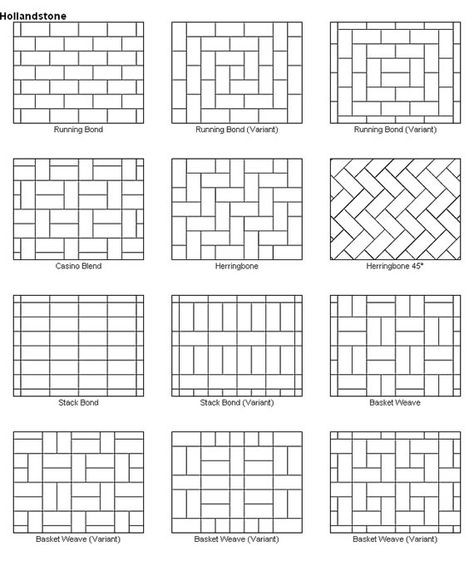 Hollandstone
Running Bond
Running Bond (Variant)
Running Bond (Variant)
Casino Blend
Herringbone
Herringbone 45°
Stack Bond
Stack Bond (Variant)
Basket Weave
Basket Weave (Variant)
Basket Weave (Variant)
Basket Weave (Variant)